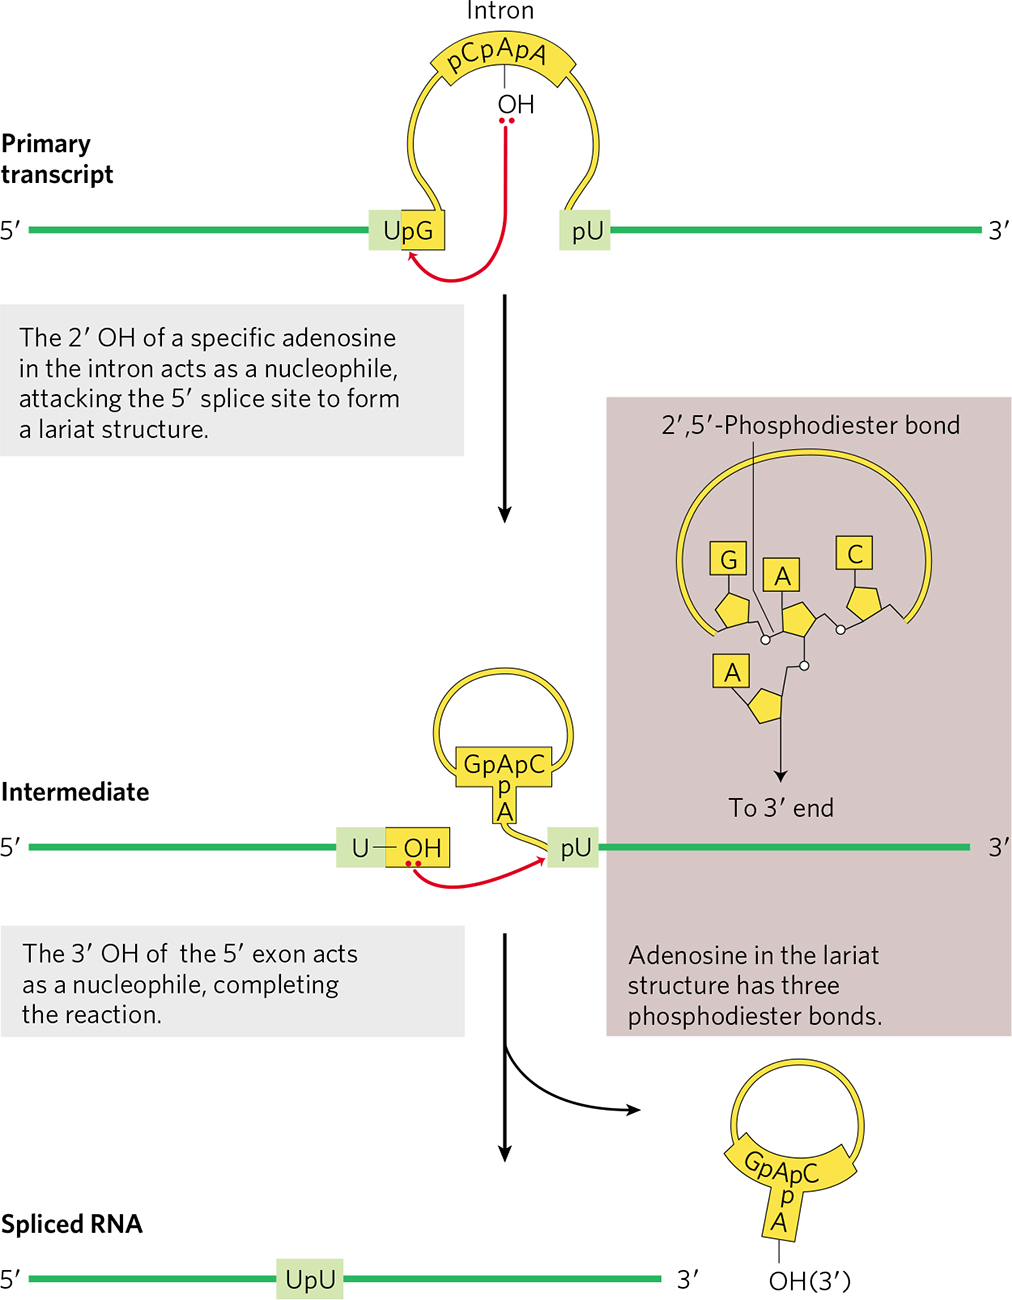 Intron
pCpApA
OH
Primary
transcript
5′ UpG pU 3′
The 2′ OH of a specific adenosine
in the intron acts as a nucleophile,
attacking the 5′ splice site to form
a lariat structure.
2′,5′-Phosphodiester bond
G A C
A
To 3′ end
GpApC
p
A
Intermediate
5′ U OH pU 3′
Adenosine in the lariat
structure has three
phosphodiester bonds.
The 3′ OH of the 5′ exon acts
as a nucleophile, completing
the reaction.
GpApC
p
A
OH(3′)
Spliced RNA
5′ UpU 3′